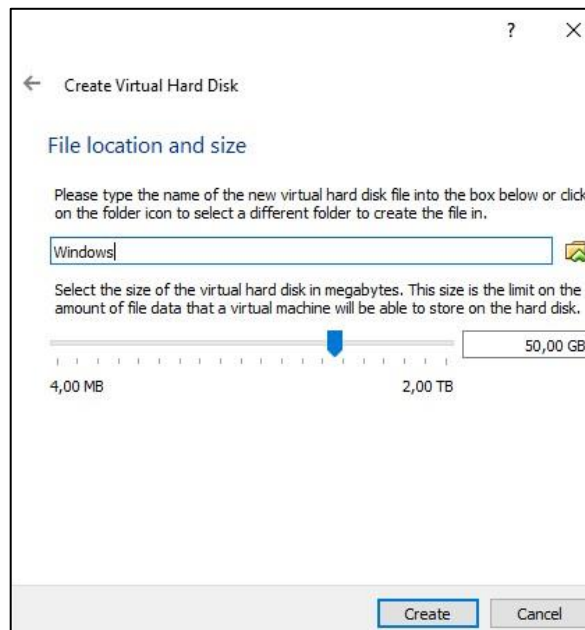 ?
Create Virtual Hard Disk
File location and size
Please type the name of the new virtual hard disk file into the box below or click
on the folder icon to select a different folder to create the file in.
Windows
Select the size of the virtual hard disk in megabytes. This size is the limit on the
amount of file data that a virtual machine will be able to store on the hard disk.
50,00 GB
4,00 MB 2,00 TB
Create Cancel